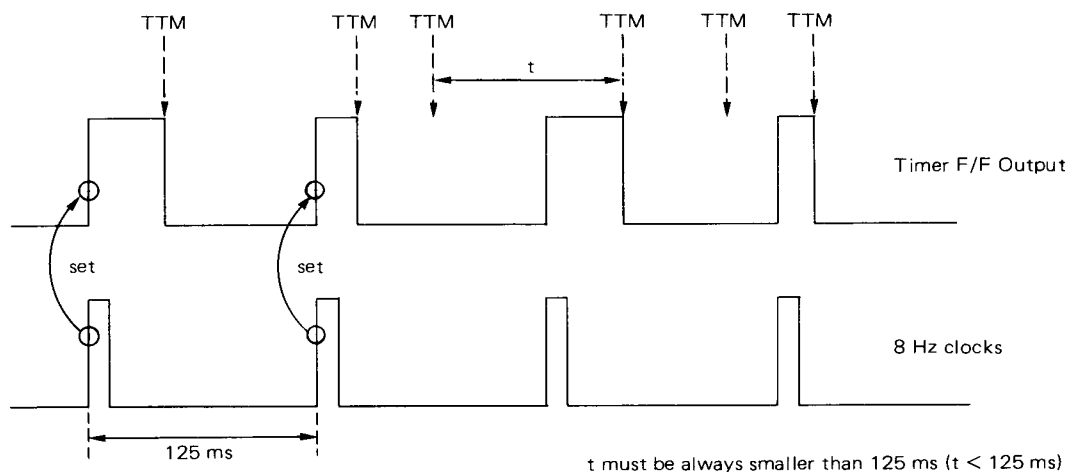 TTM TTM TTM TTM TTM TTM
t
Timer F/F Output
set set
8 Hz clocks
125 ms
t must be always smaller than 125 ms (t < 125 ms)